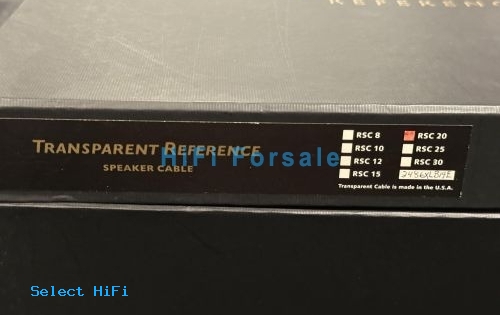 REFERENC
TRANSPARENT REFERENCE
SPEAKER CABLE
RSC 8
RSC 10
RSC 12
RSC 15
RSC 20
RSC 25
RSC 30
Transparent Cable is made in the U.S.A.
HiFi Forsale
Select HiFi